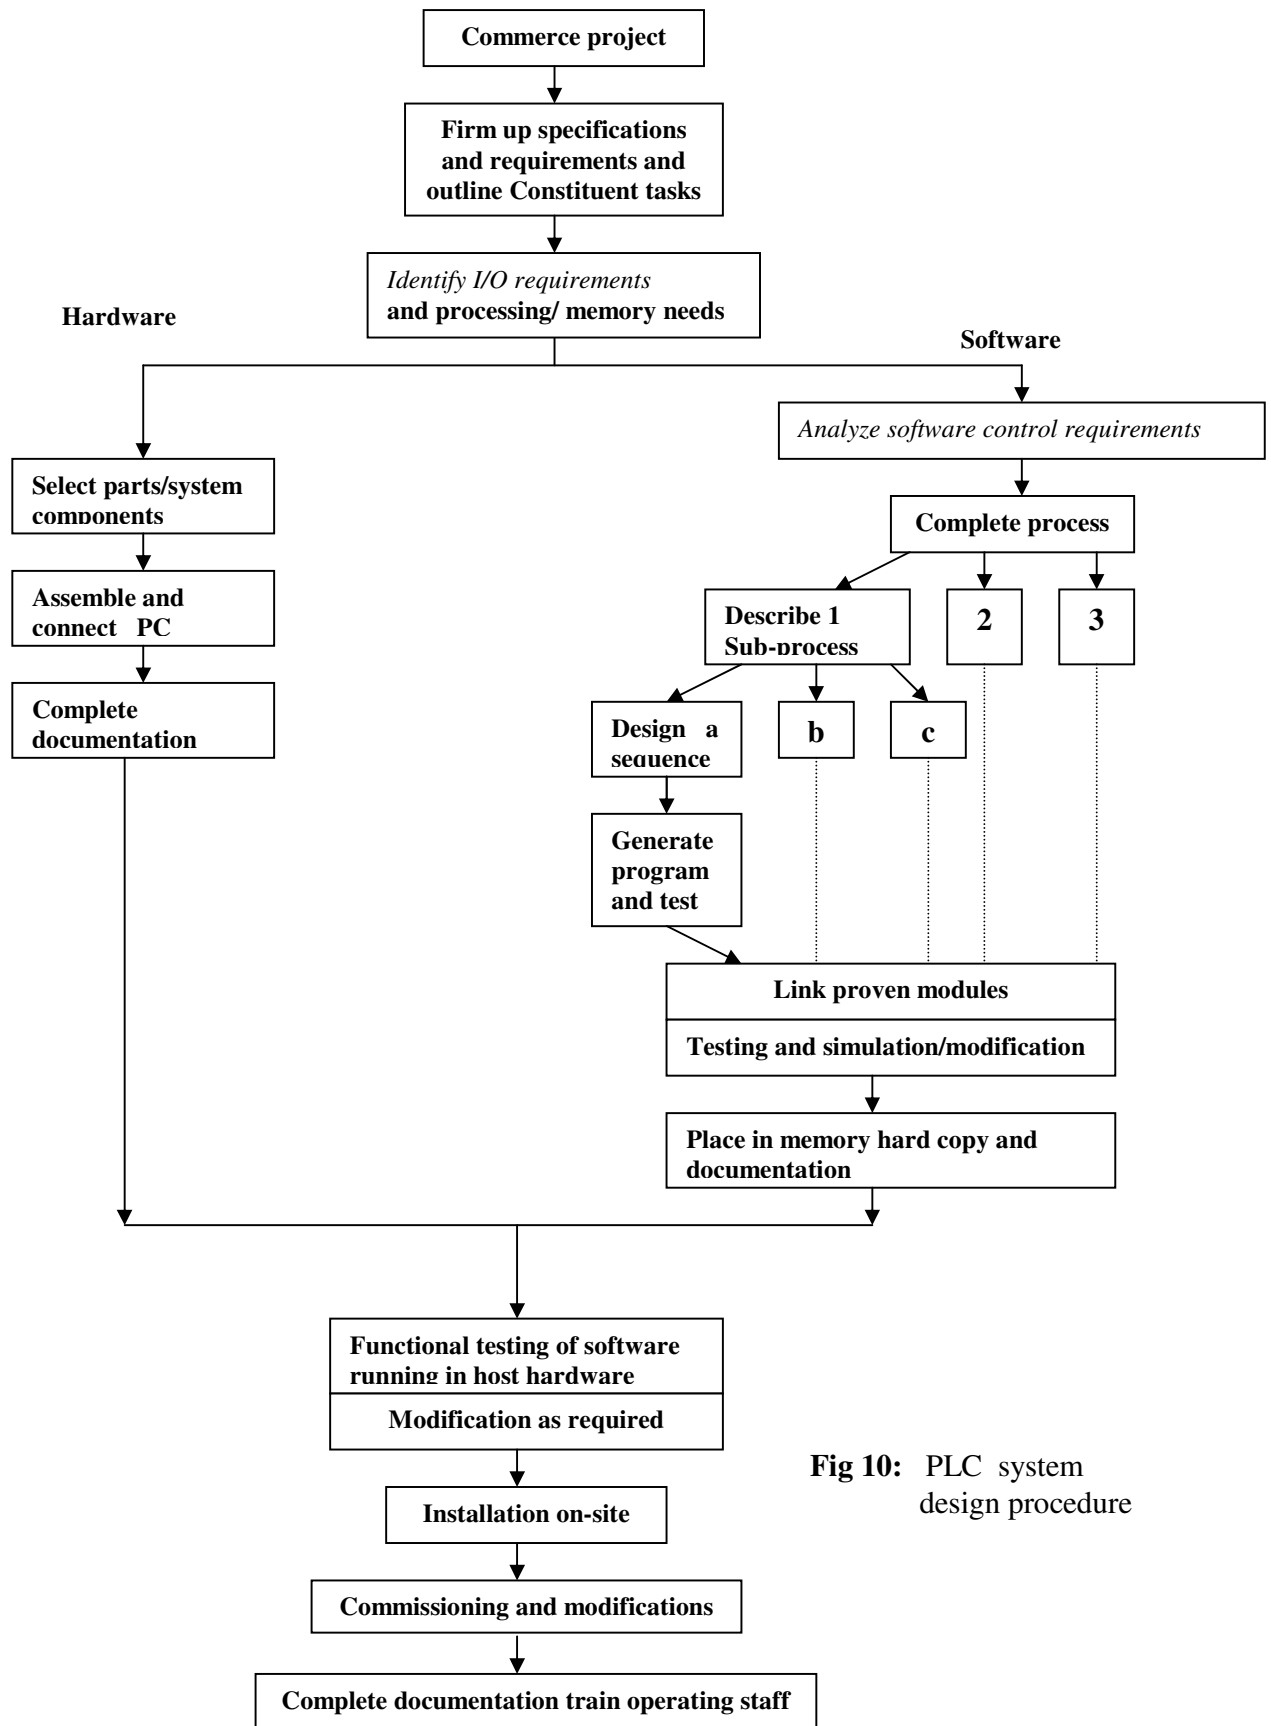 Commerce project
Firm up specifications
and requirements and
outline Constituent tasks
Identify I/O requirements
and processing/ memory needs
Hardware
Software
Analyze software control requirements
Select parts/system
components
Complete process
Assemble and
connect PC
Describe 1
Sub-process
2
3
Complete
documentation
Design a
sequence
b
c
Generate
program
and test
Link proven modules
Testing and simulation/modification
Place in memory hard copy and
documentation
Functional testing of software
running in host hardware
Modification as required
Fig 10: PLC system
design procedure
Installation on-site
Commissioning and modifications
Complete documentation train operating staff